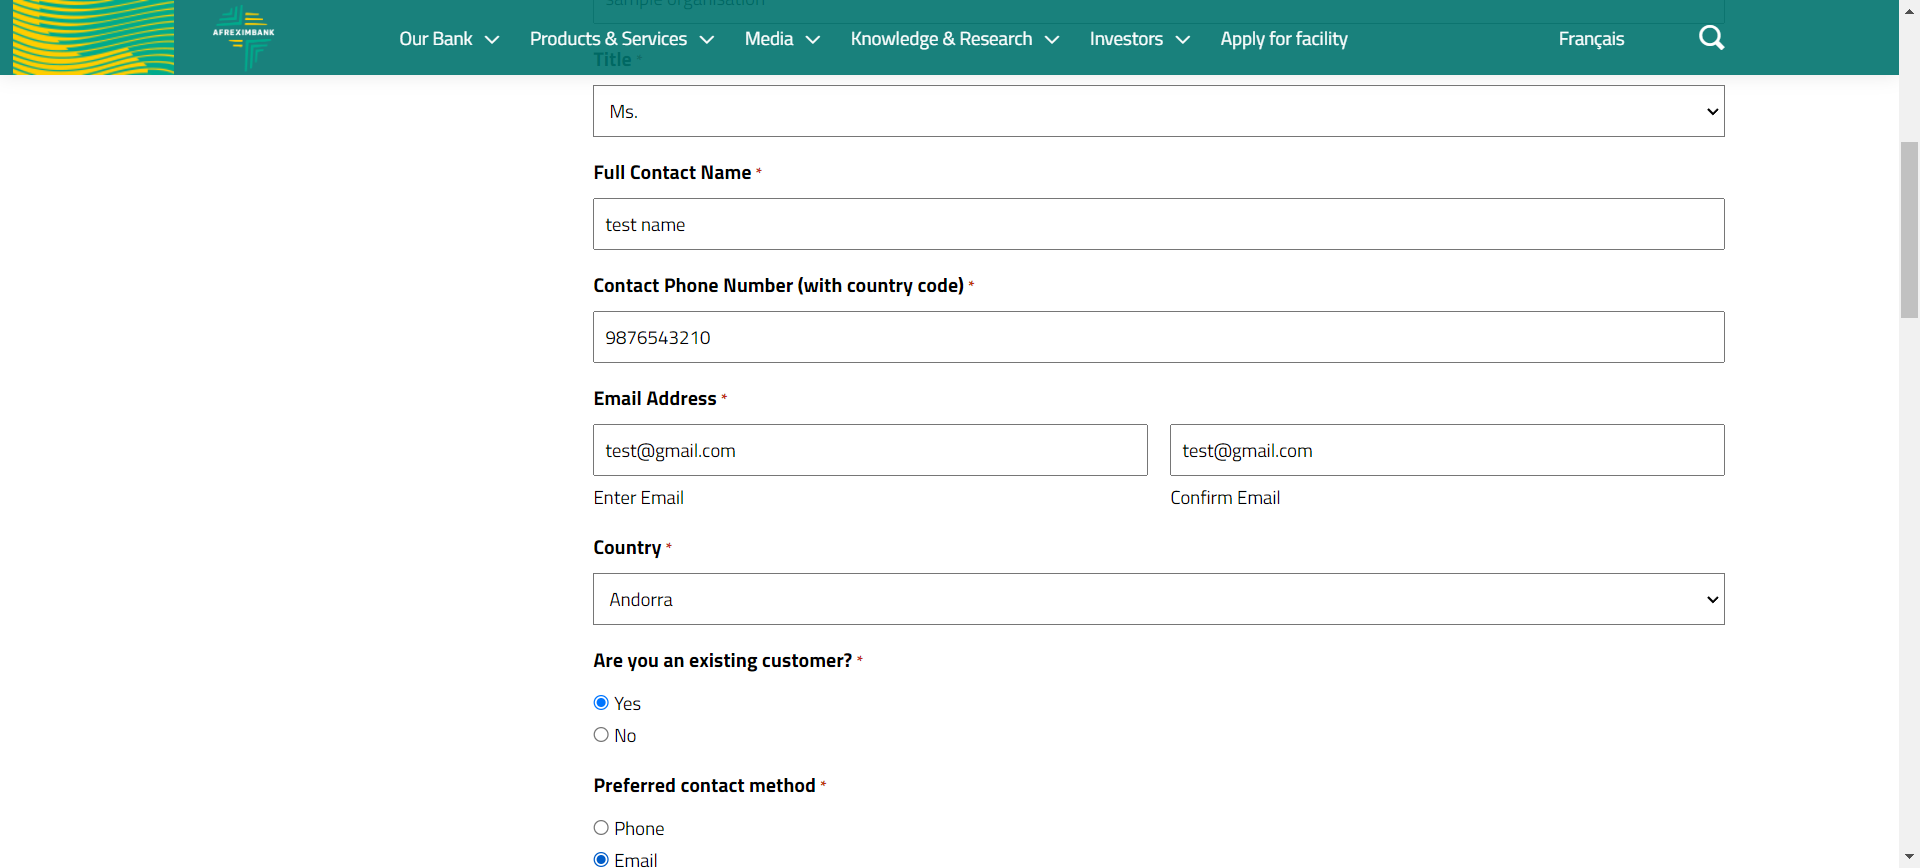 sample organisation
AFREXIMBANK
Our Bank Products & Services Media Knowledge & Research Investors Apply for facility Français
Title *
Ms.
Full Contact Name *
test name
Contact Phone Number (with country code) *
9876543210
Email Address *
test@gmail.com test@gmail.com
Enter Email Confirm Email
Country *
Andorra
Are you an existing customer? *
Yes
No
Preferred contact method *
Phone
Email